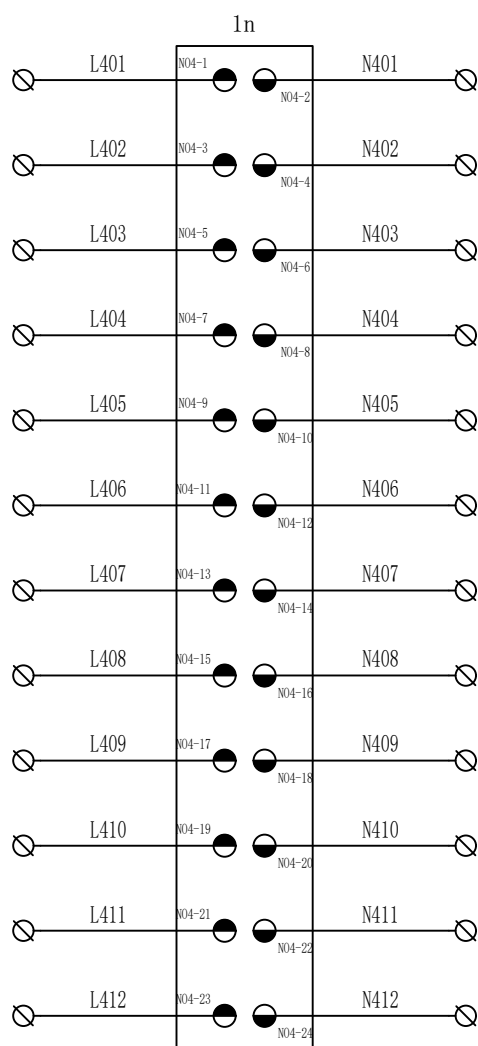 1n
L401 N04-1 N401
N04-2
L402 N04-3 N402
N04-4
L403 N04-5 N403
N04-6
L404 N04-7 N404
N04-8
L405 N04-9 N405
N04-10
L406 N04-11 N406
N04-12
L407 N04-13 N407
N04-14
L408 N04-15 N408
N04-16
L409 N04-17 N409
N04-18
L410 N04-19 N410
N04-20
L411 N04-21 N411
N04-22
L412 N04-23 N412
N04-24